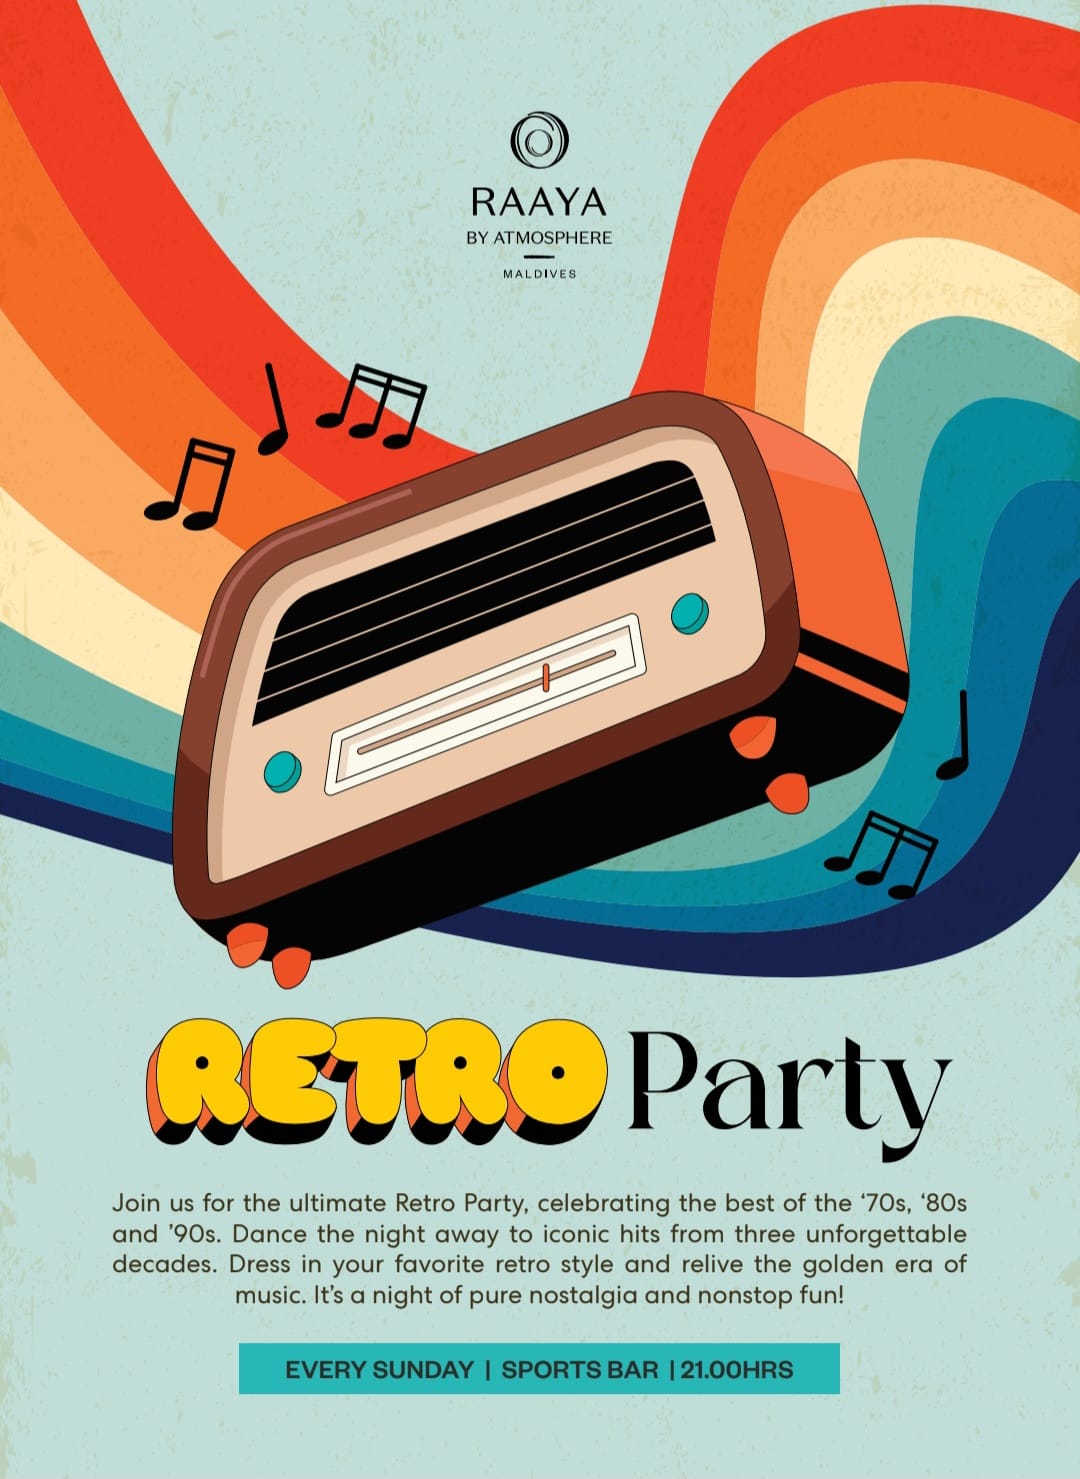 RAAYA
BY ATMOSPHERE
MALDIVES
RETRO Party
Join us for the ultimate Retro Party, celebrating the best of the ‘70s, ‘80s
and ’90s. Dance the night away to iconic hits from three unforgettable
decades. Dress in your favorite retro style and relive the golden era of
music. It’s a night of pure nostalgia and nonstop fun!
EVERY SUNDAY | SPORTS BAR | 21.00HRS